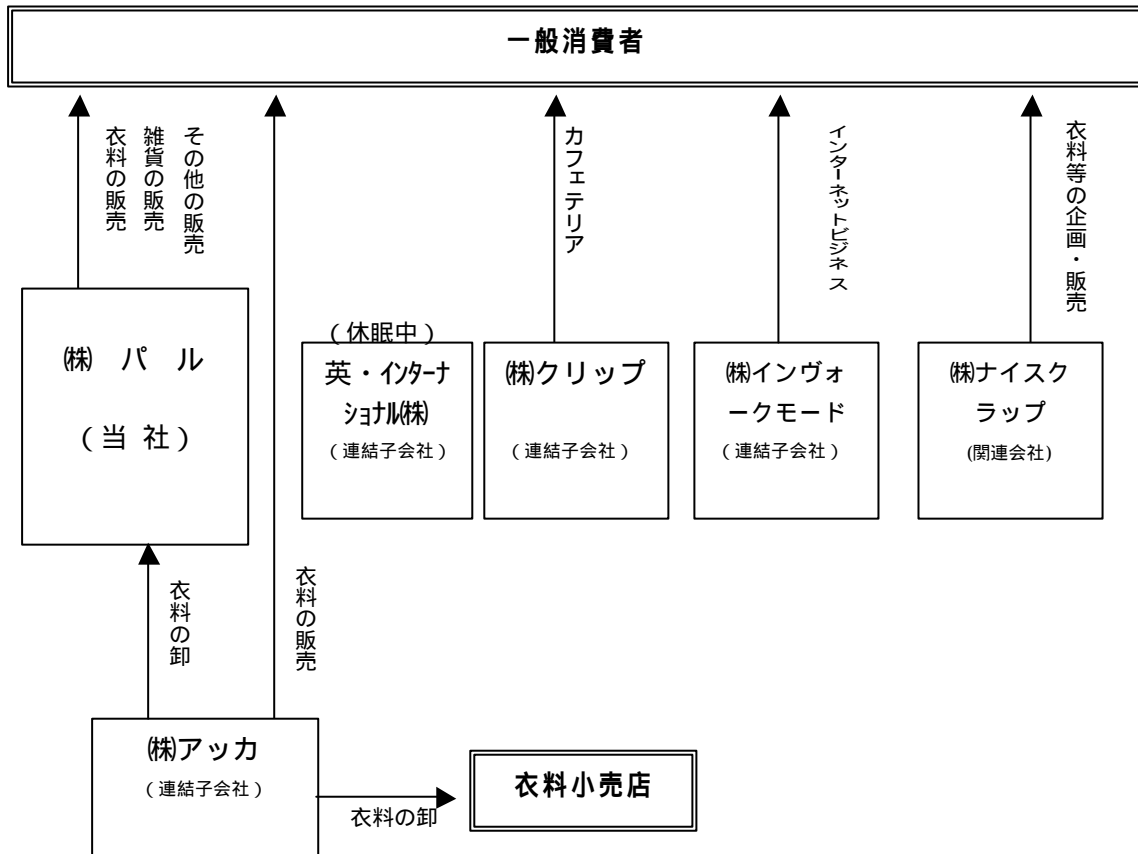 一般消費者
衣料の販売
雑貨の販売
その他の販売
カフェテリア
インターネットビジネス
衣料等の企画・販売
㈱ パ ル
(当 社)
(休眠中)
英・インターナ
ショナル㈱
(連結子会社)
㈱クリップ
(連結子会社)
㈱インヴォ
ークモード
(連結子会社)
㈱ナイスク
ラップ
(関連会社)
衣料の卸
衣料の販売
㈱アッカ
(連結子会社)
衣料の卸
衣料小売店